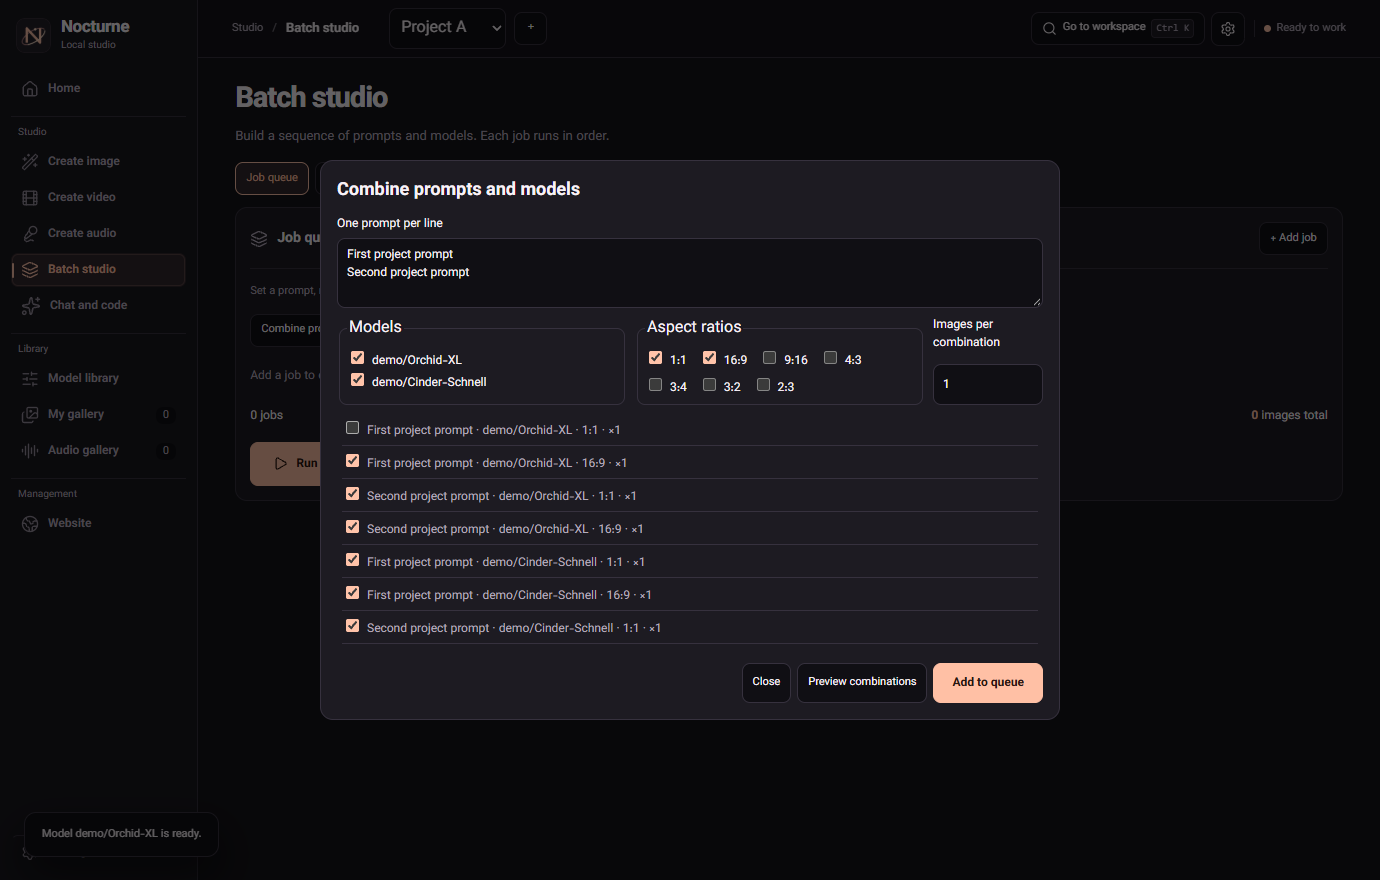 Nocturne
Local studio
Studio / Batch studio
Project A
+
Go to workspace Ctrl K
Ready to work
Home
Studio
Create image
Create video
Create audio
Batch studio
Chat and code
Library
Model library
My gallery 0
Audio gallery 0
Management
Website
Model demo/Orchid-XL is ready.
Batch studio
Build a sequence of prompts and models. Each job runs in order.
Job queue
Job qu
+ Add job
Set a prompt,
Combine pr
Add a job to
0 jobs
0 images total
Run
Combine prompts and models
One prompt per line
First project prompt
Second project prompt
Models
demo/Orchid-XL
demo/Cinder-Schnell
Aspect ratios
1:1 16:9 9:16 4:3
3:4 3:2 2:3
Images per
combination
1
First project prompt · demo/Orchid-XL · 1:1 · ×1
First project prompt · demo/Orchid-XL · 16:9 · ×1
Second project prompt · demo/Orchid-XL · 1:1 · ×1
Second project prompt · demo/Orchid-XL · 16:9 · ×1
First project prompt · demo/Cinder-Schnell · 1:1 · ×1
First project prompt · demo/Cinder-Schnell · 16:9 · ×1
Second project prompt · demo/Cinder-Schnell · 1:1 · ×1
Close
Preview combinations
Add to queue